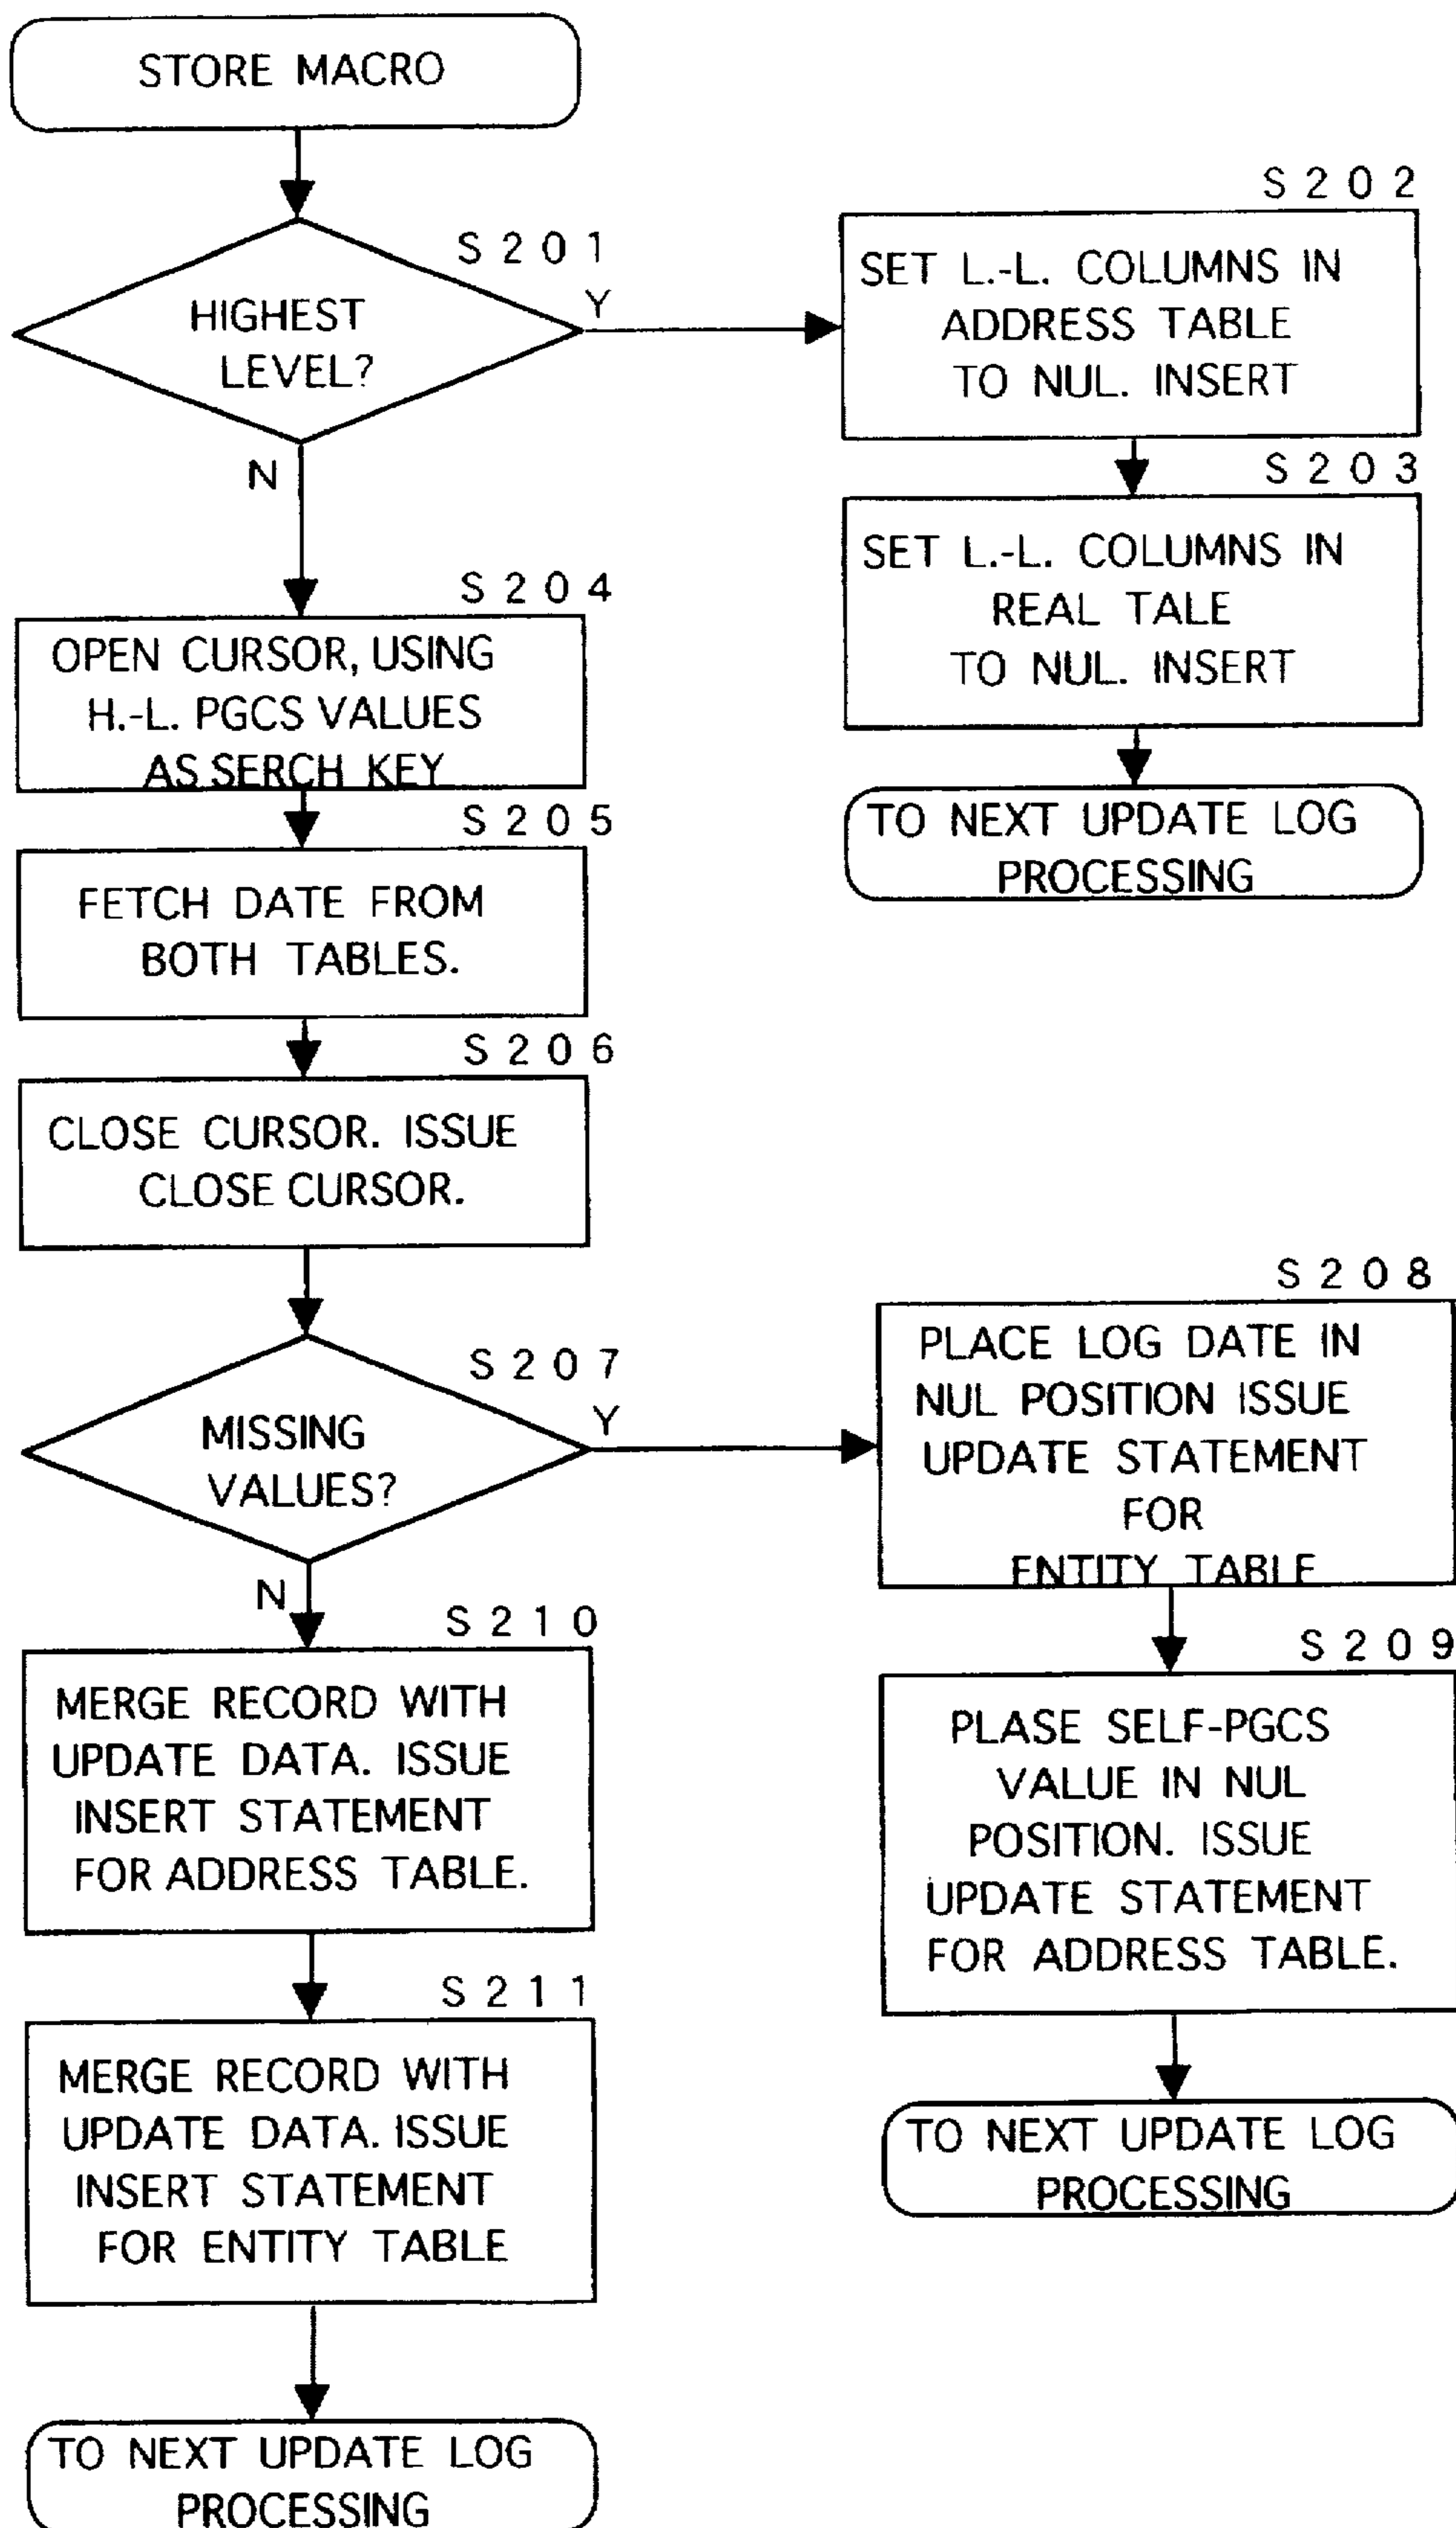 STORE MACRO
S201
HIGHEST
LEVEL?
Y
N
S202
SET L.-L. COLUMNS IN
ADDRESS TABLE
TO NUL. INSERT
S203
SET L.-L. COLUMNS IN
REAL TALE
TO NUL. INSERT
TO NEXT UPDATE LOG
PROCESSING
S204
OPEN CURSOR, USING
H.-L. PGCS VALUES
AS SERCH KEY
S205
FETCH DATE FROM
BOTH TABLES.
S206
CLOSE CURSOR. ISSUE
CLOSE CURSOR.
S207
MISSING
VALUES?
Y
N
S208
PLACE LOG DATE IN
NUL POSITION ISSUE
UPDATE STATEMENT
FOR
ENTITY TABLE
S209
PLASE SELF-PGCS
VALUE IN NUL
POSITION. ISSUE
UPDATE STATEMENT
FOR ADDRESS TABLE.
TO NEXT UPDATE LOG
PROCESSING
S210
MERGE RECORD WITH
UPDATE DATA. ISSUE
INSERT STATEMENT
FOR ADDRESS TABLE.
S211
MERGE RECORD WITH
UPDATE DATA. ISSUE
INSERT STATEMENT
FOR ENTITY TABLE
TO NEXT UPDATE LOG
PROCESSING